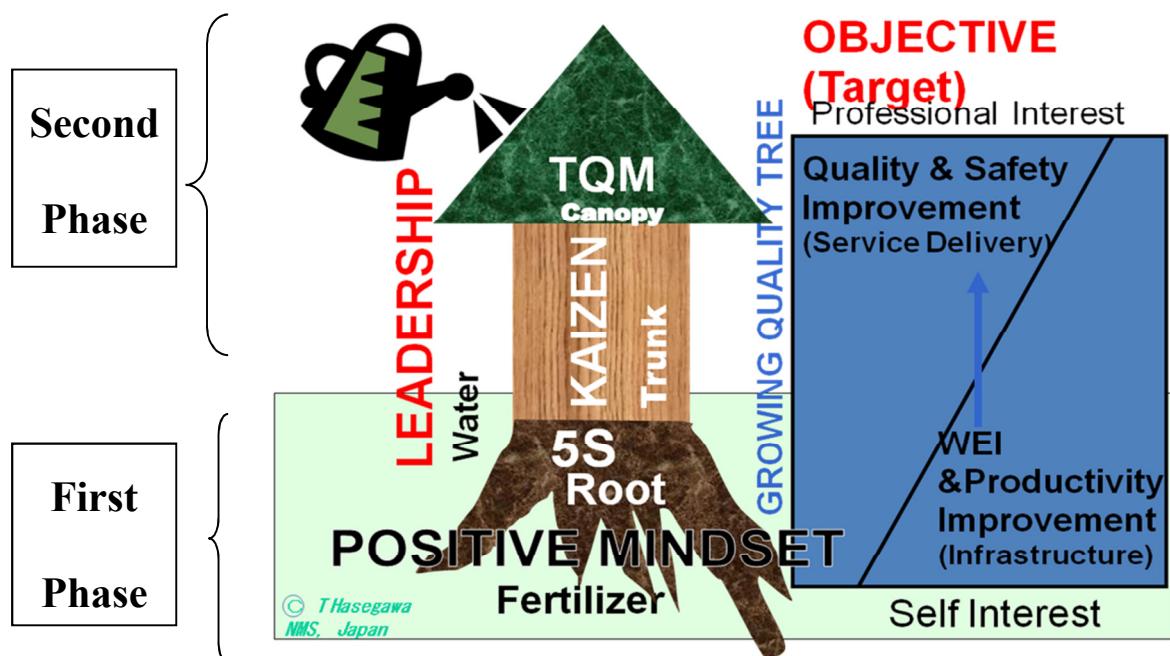 Second
Phase
First
Phase
LEADERSHIP
Water
TQM
Canopy
KAIZEN
Trunk
5S
Root
POSITIVE MINDSET
Fertilizer
© THasegawa
NMS, Japan
GROWING QUALITY TREE
OBJECTIVE
(Target)
Professional Interest
Quality & Safety
Improvement
(Service Delivery)
WEI
&Productivity
Improvement
(Infrastructure)
Self Interest